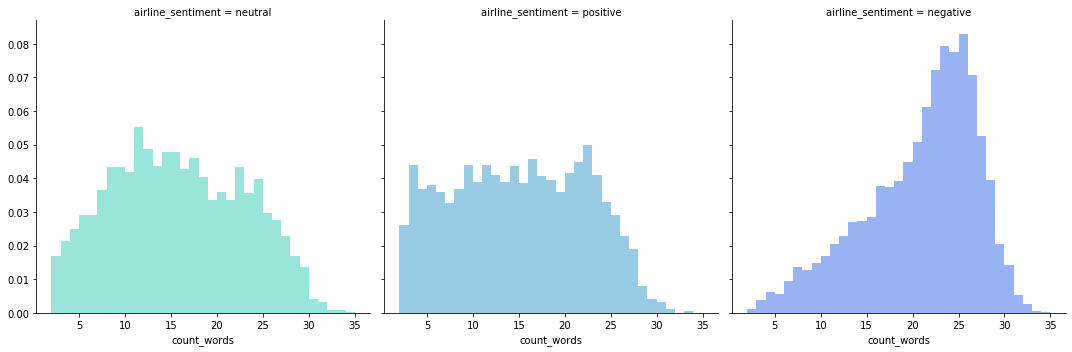 airline_sentiment = neutral
airline_sentiment = positive
airline_sentiment = negative
0.08
0.07
0.06
0.05
0.04
0.03
0.02
0.01
0.00
5 10 15 20 25 30 35
5 10 15 20 25 30 35
5 10 15 20 25 30 35
count_words
count_words
count_words